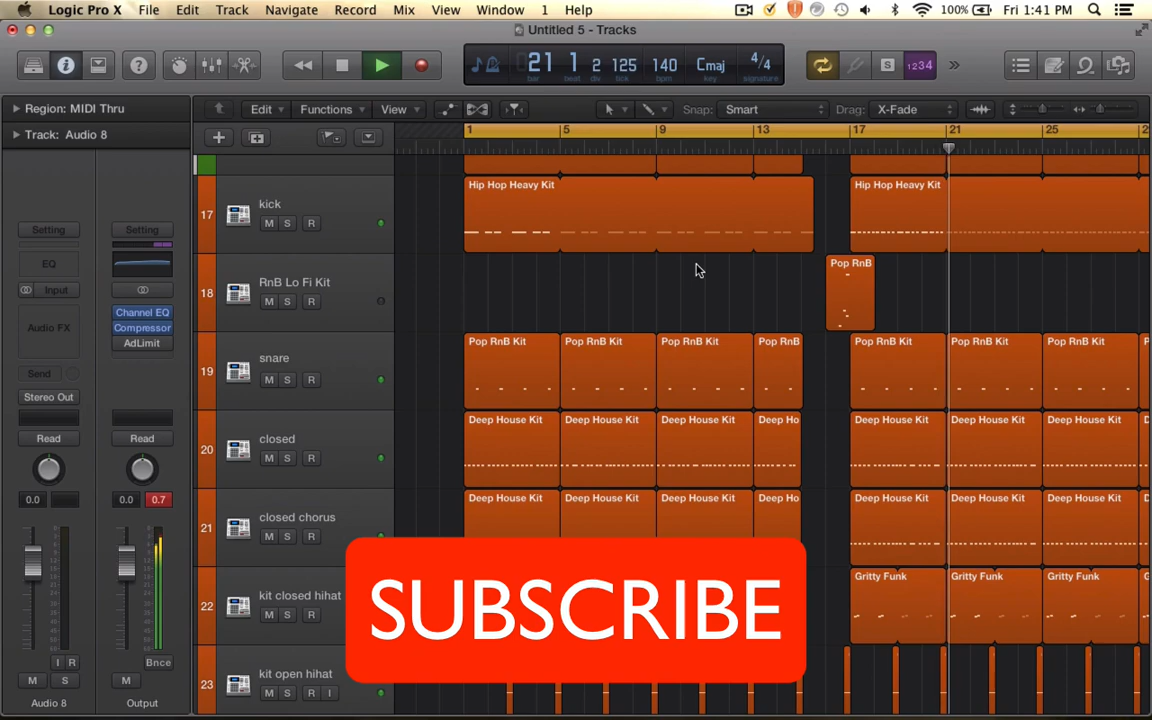 Logic Pro X File Edit Track Navigate Record Mix View Window 1 Help 100% Fri 1:41 PM
Untitled 5 - Tracks
21 1 2 125 140 Cmaj 4/4
bar beat div tick bpm key signature
S 1234
Region: MIDI Thru
Edit Functions View Snap: Smart Drag: X-Fade
Track: Audio 8
1 5 9 13 17 21 25
17 kick M S R
Hip Hop Heavy Kit Hip Hop Heavy Kit
Setting Setting
EQ
Input
18 RnB Lo Fi Kit M S R
Pop RnB
Audio FX
Channel EQ
Compressor
AdLimit
Send
Stereo Out
19 snare M S R
Pop RnB Kit Pop RnB Kit Pop RnB Kit Pop RnB Pop RnB Kit Pop RnB Kit Pop RnB Kit
Read Read
20 closed M S R
Deep House Kit Deep House Kit Deep House Kit Deep Ho Deep House Kit Deep House Kit Deep House Kit
0.0 0.0 0.7
21 closed chorus M S R
Deep House Kit Deep House Kit Deep House Kit Deep Ho Deep House Kit Deep House Kit Deep House Kit
22 kit closed hihat M S R
Gritty Funk Gritty Funk Gritty Funk
SUBSCRIBE
I R Bnce
M S M
23 kit open hihat M S R I
Audio 8 Output